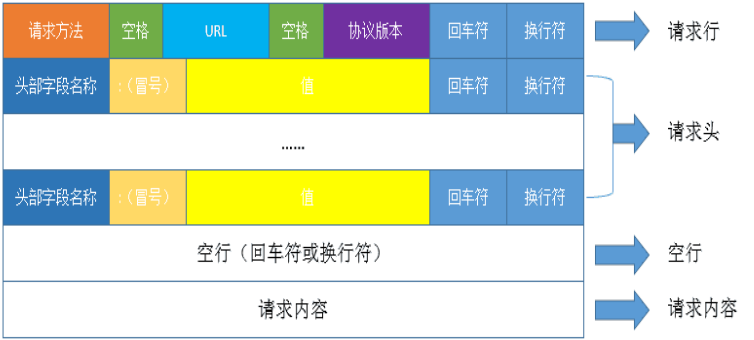 请求方法 空格 URL 空格 协议版本 回车符 换行符 请求行
头部字段名称 :（冒号） 值 回车符 换行符
请求头
......
头部字段名称 :（冒号） 值 回车符 换行符
空行（回车符或换行符） 空行
请求内容 请求内容